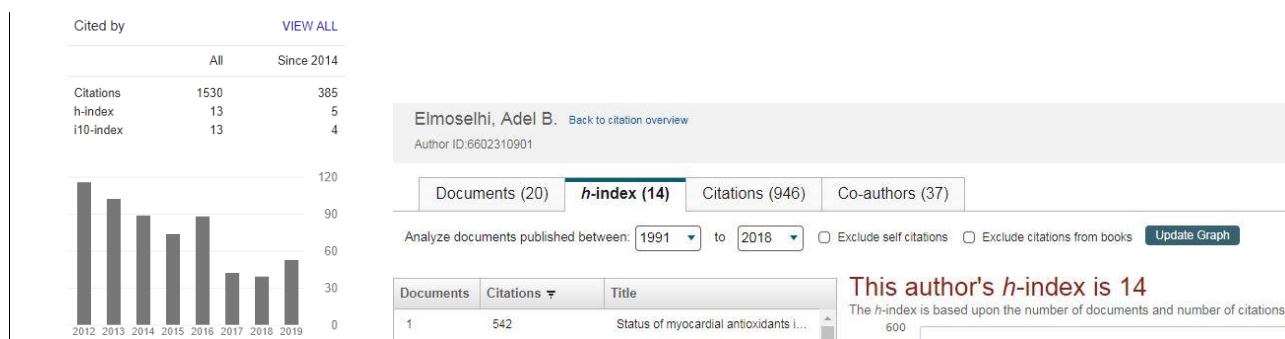 Cited by VIEW ALL
All Since 2014
Citations 1530 385
h-index 13 5
i10-index 13 4
120
90
60
30
0
2012 2013 2014 2015 2016 2017 2018 2019
Elmoselhi, Adel B. Back to citation overview
Author ID:6602310901
Documents (20) h-index (14) Citations (946) Co-authors (37)
Analyze documents published between: 1991 to 2018 Exclude self citations Exclude citations from books Update Graph
Documents Citations Title
1 542 Status of myocardial antioxidants i...
This author's h-index is 14
The h-index is based upon the number of documents and number of citations
600